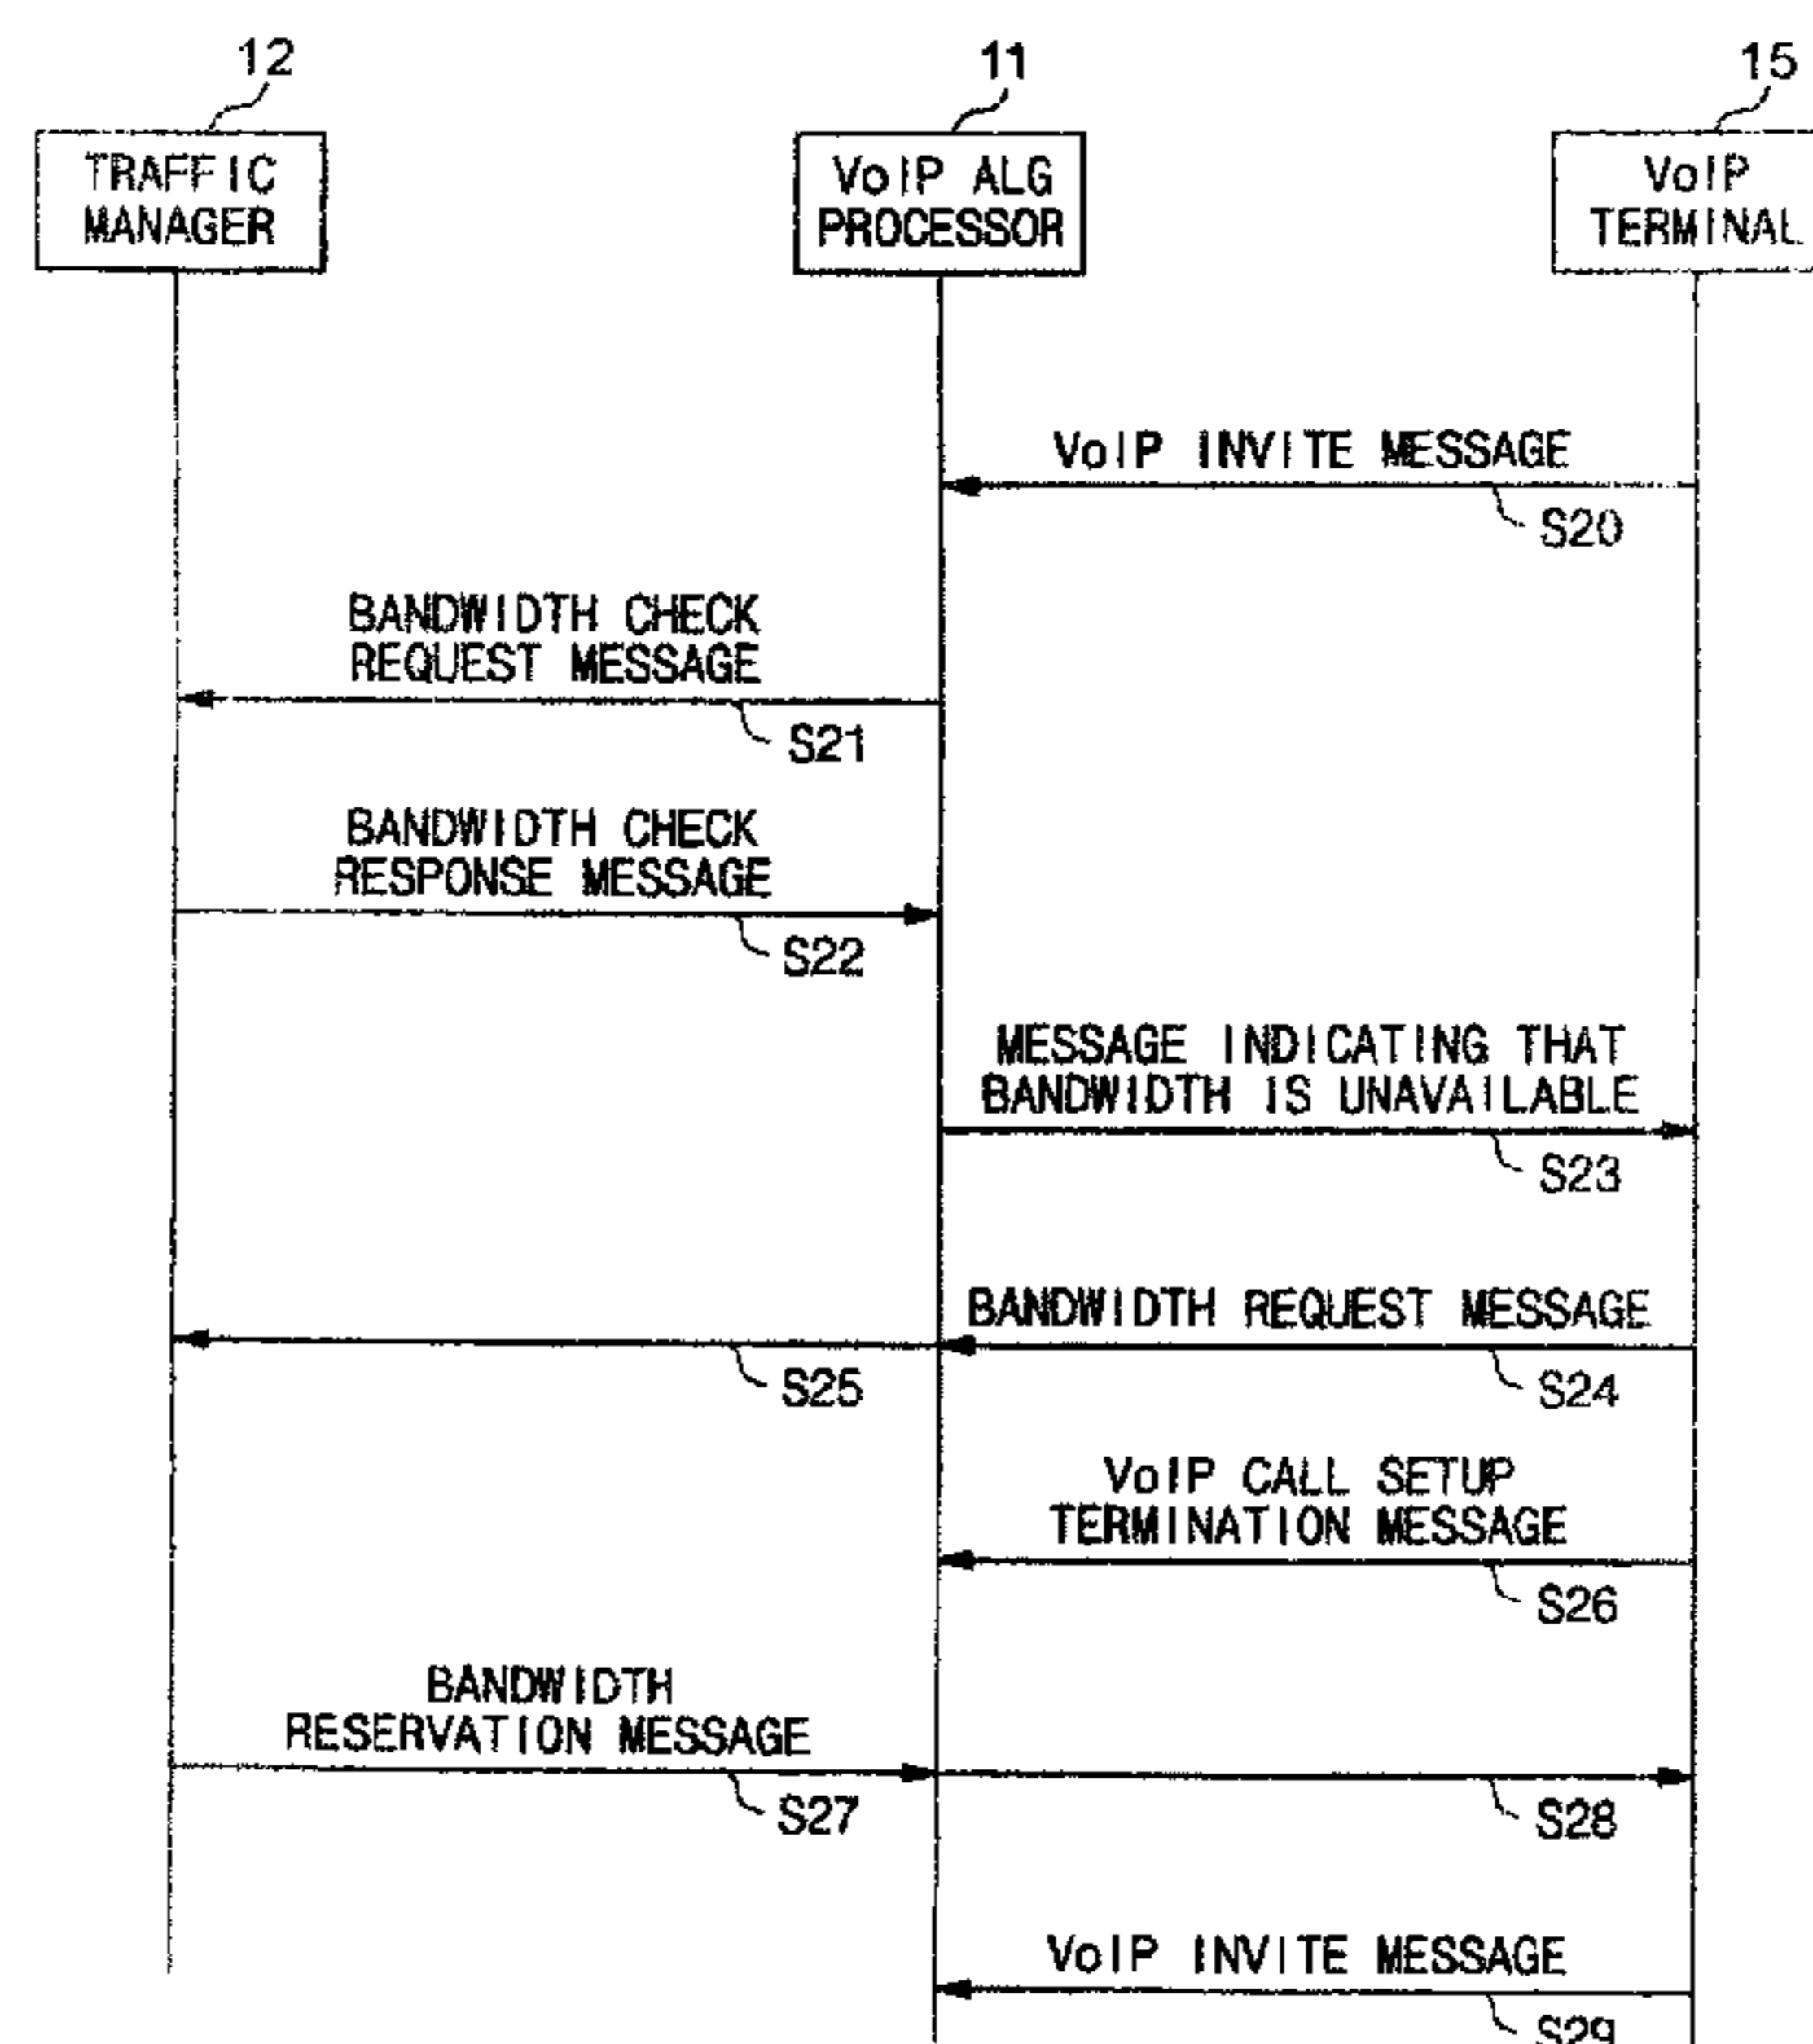 12
11
15
TRAFFIC
MANAGER
VoIP ALG
PROCESSOR
VoIP
TERMINAL
VoIP INVITE MESSAGE
S20
BANDWIDTH CHECK
REQUEST MESSAGE
S21
BANDWIDTH CHECK
RESPONSE MESSAGE
S22
MESSAGE INDICATING THAT
BANDWIDTH IS UNAVAILABLE
S23
BANDWIDTH REQUEST MESSAGE
S25
S24
VoIP CALL SETUP
TERMINATION MESSAGE
S26
BANDWIDTH
RESERVATION MESSAGE
S27
S28
VoIP INVITE MESSAGE
S29